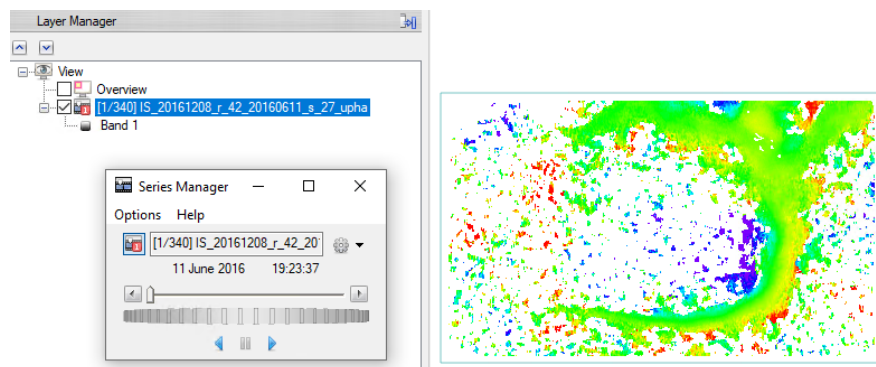 Layer Manager
View
Overview
[1/340] IS_20161208_r_42_20160611_s_27_upha
Band 1
Series Manager
Options Help
[1/340] IS_20161208_r_42_20
11 June 2016 19:23:37